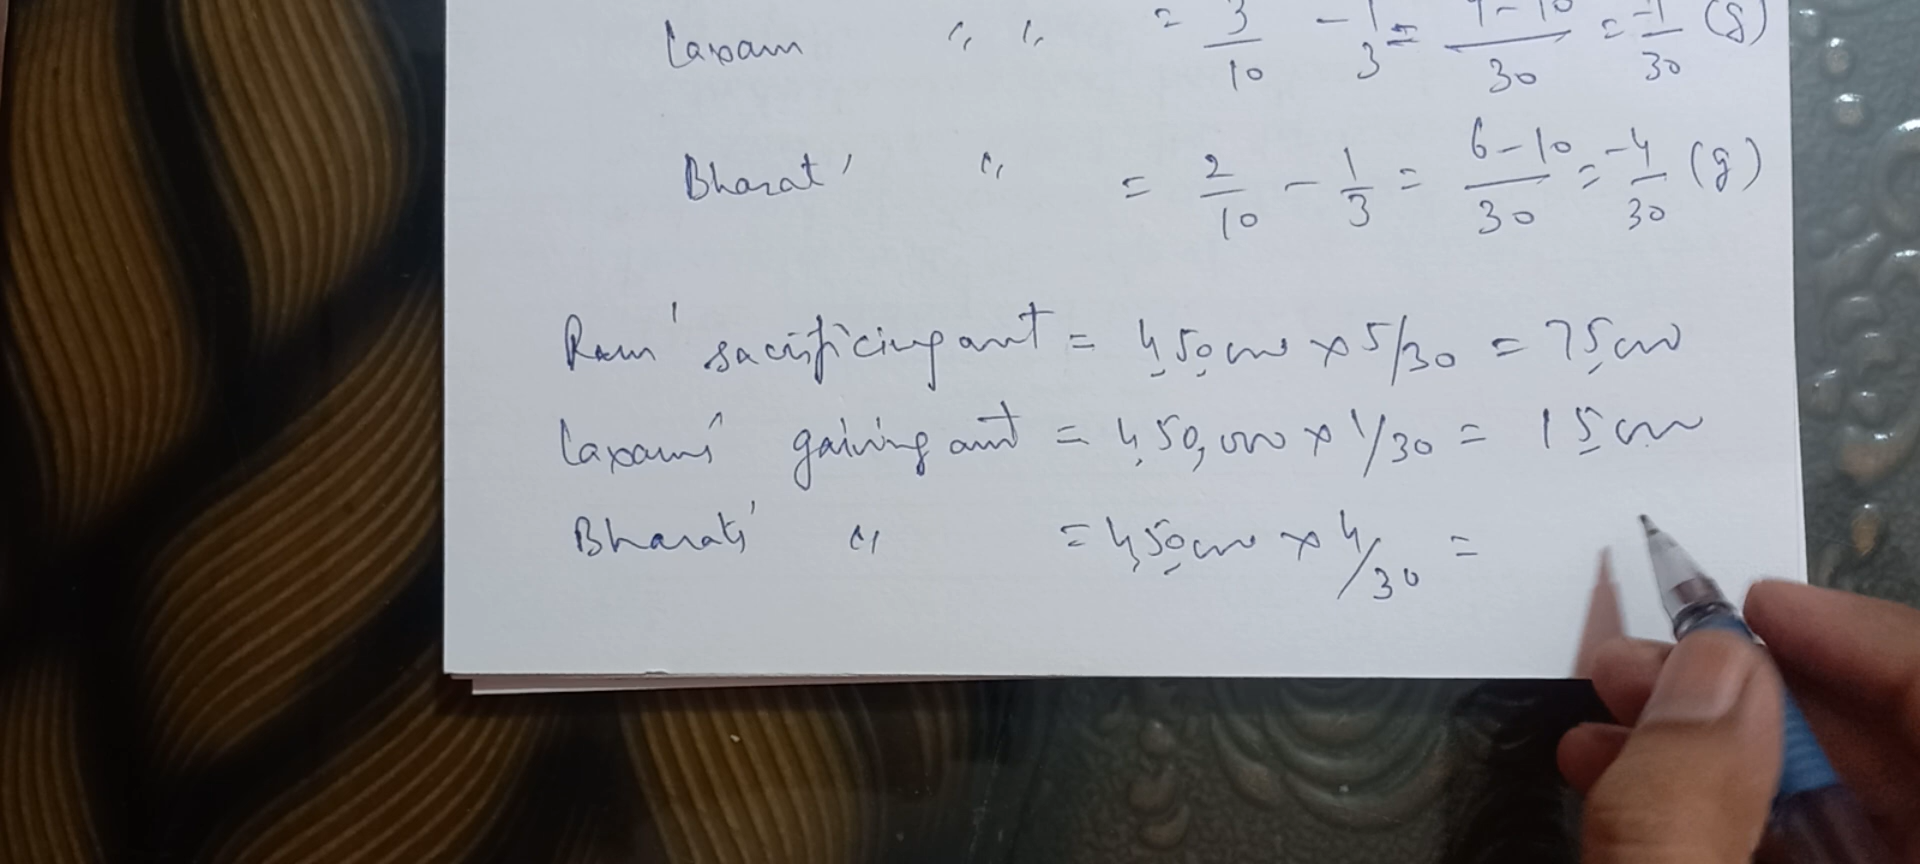 Laxam " " = 3/10 - 1/3 = 9-10/30 = -1/30 (g)
Bharat' " = 2/10 - 1/3 = 6-10/30 = -4/30 (g)
Ram' sacrificing amt = 4,50,000 x 5/30 = 75,000
Laxam's gaining amt = 4,50,000 x 1/30 = 15,000
Bharat's " = 4,50,000 x 4/30 =